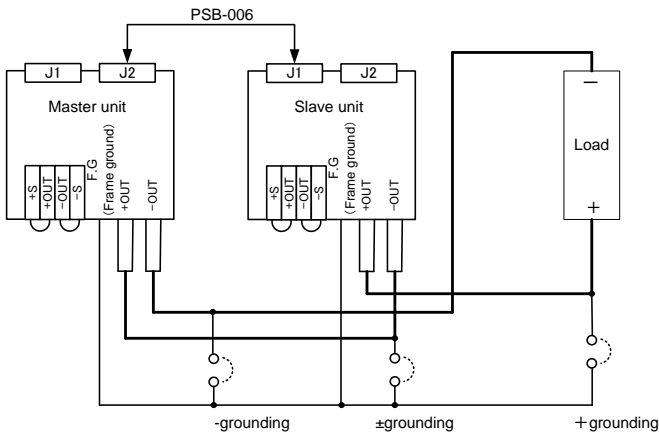 PSB-006
J1
J2
J1
J2
Master unit
Slave unit
−
Load
+
+S
+OUT
−OUT
−S
F.G
(Frame ground)
+OUT
−OUT
+S
+OUT
−OUT
−S
F.G
(Frame ground)
+OUT
−OUT
-grounding
±grounding
+grounding